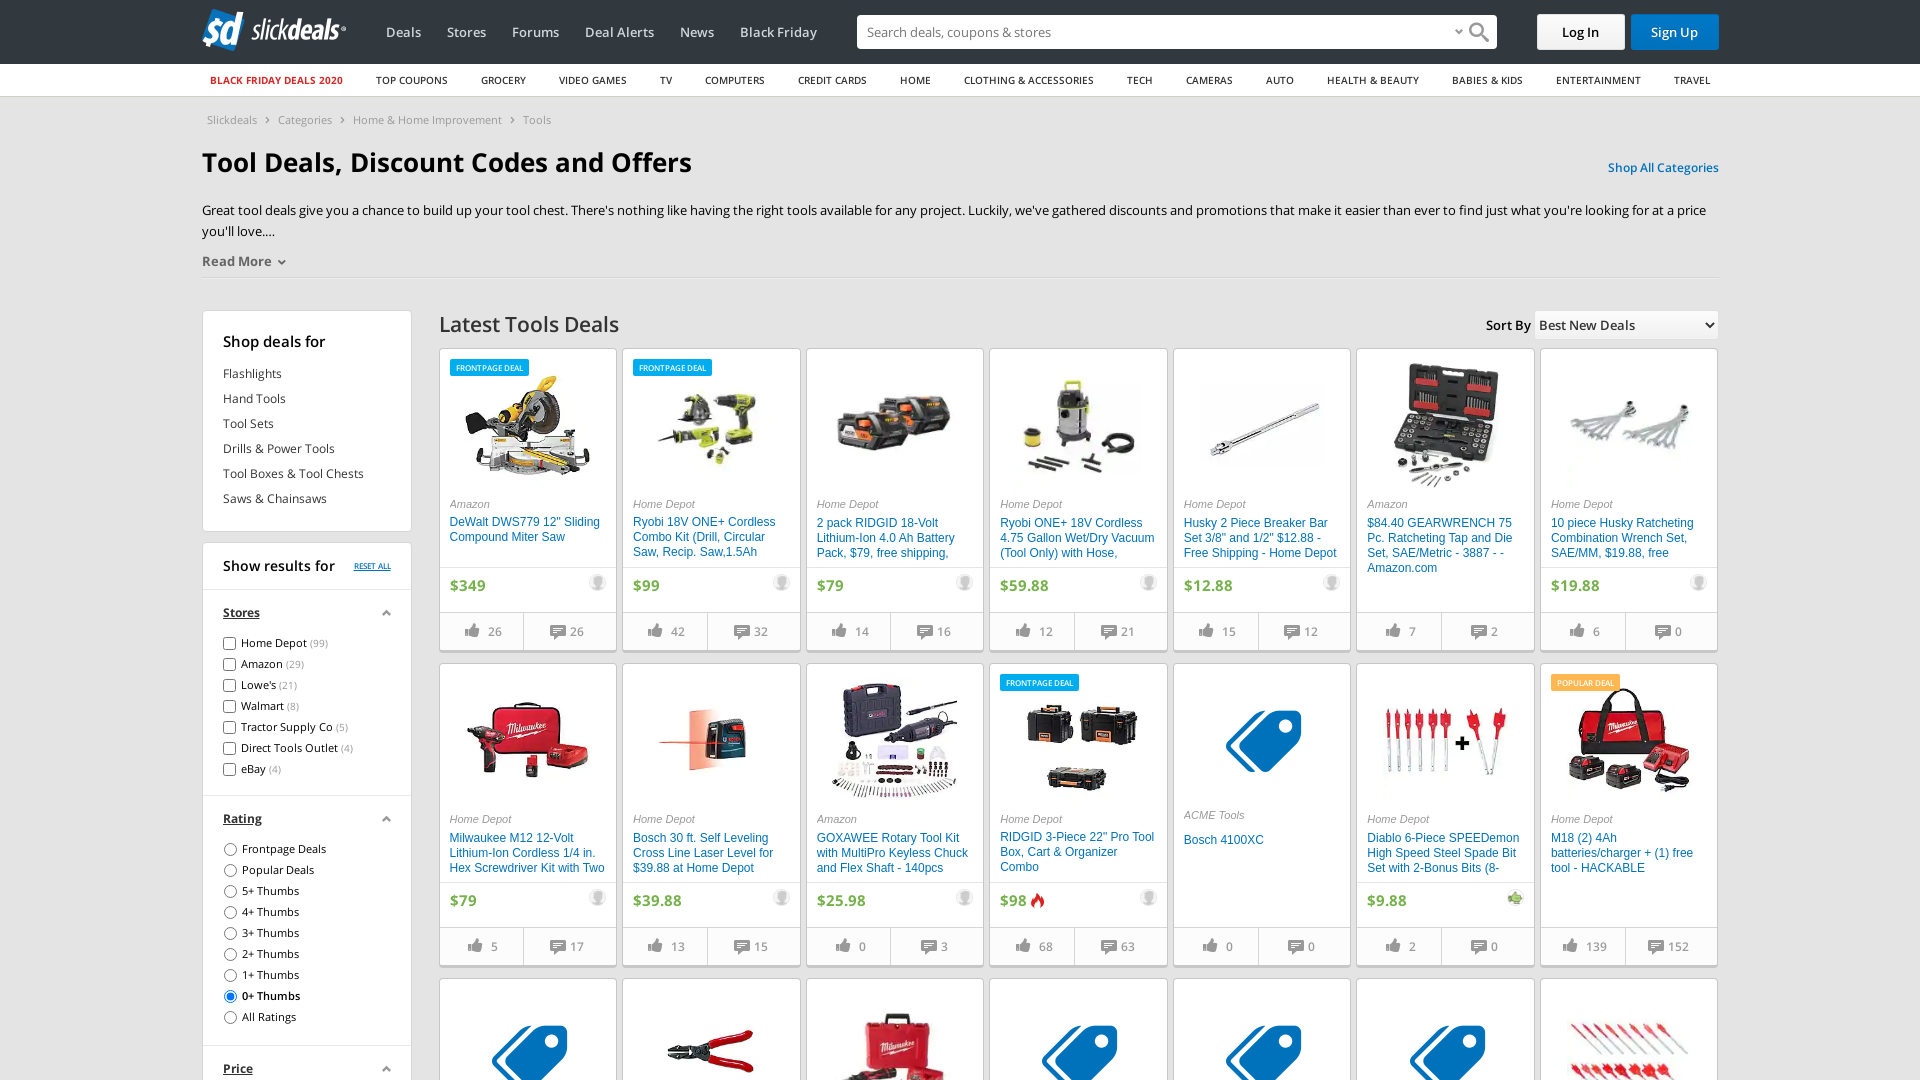 sd slickdeals
Deals
Stores
Forums
Deal Alerts
News
Black Friday
Search deals, coupons & stores
Log In
Sign Up
BLACK FRIDAY DEALS 2020
TOP COUPONS
GROCERY
VIDEO GAMES
TV
COMPUTERS
CREDIT CARDS
HOME
CLOTHING & ACCESSORIES
TECH
CAMERAS
AUTO
HEALTH & BEAUTY
BABIES & KIDS
ENTERTAINMENT
TRAVEL
Slickdeals > Categories > Home & Home Improvement > Tools
Tool Deals, Discount Codes and Offers
Shop All Categories
Great tool deals give you a chance to build up your tool chest. There's nothing like having the right tools available for any project. Luckily, we've gathered discounts and promotions that make it easier than ever to find just what you're looking for at a price
you'll love....
Read More
Shop deals for
Flashlights
Hand Tools
Tool Sets
Drills & Power Tools
Tool Boxes & Tool Chests
Saws & Chainsaws
Show results for
RESET ALL
Stores
Home Depot (99)
Amazon (29)
Lowe's (21)
Walmart (8)
Tractor Supply Co (5)
Direct Tools Outlet (4)
eBay (4)
Rating
Frontpage Deals
Popular Deals
5+ Thumbs
4+ Thumbs
3+ Thumbs
2+ Thumbs
1+ Thumbs
0+ Thumbs
All Ratings
Price
Latest Tools Deals
Sort By
Best New Deals
FRONTPAGE DEAL
Amazon
DeWalt DWS779 12" Sliding
Compound Miter Saw
$349
26
26
FRONTPAGE DEAL
Home Depot
Ryobi 18V ONE+ Cordless
Combo Kit (Drill, Circular
Saw, Recip. Saw,1.5Ah
$99
42
32
Home Depot
2 pack RIDGID 18-Volt
Lithium-Ion 4.0 Ah Battery
Pack, $79, free shipping,
$79
14
16
Home Depot
Ryobi ONE+ 18V Cordless
4.75 Gallon Wet/Dry Vacuum
(Tool Only) with Hose,
$59.88
12
21
Home Depot
Husky 2 Piece Breaker Bar
Set 3/8" and 1/2" $12.88 -
Free Shipping - Home Depot
$12.88
15
12
Amazon
$84.40 GEARWRENCH 75
Pc. Ratcheting Tap and Die
Set, SAE/Metric - 3887 - -
Amazon.com
7
2
Home Depot
10 piece Husky Ratcheting
Combination Wrench Set,
SAE/MM, $19.88, free
$19.88
6
0
Milwaukee
Home Depot
Milwaukee M12 12-Volt
Lithium-Ion Cordless 1/4 in.
Hex Screwdriver Kit with Two
$79
5
17
Home Depot
Bosch 30 ft. Self Leveling
Cross Line Laser Level for
$39.88 at Home Depot
$39.88
13
15
Amazon
GOXAWEE Rotary Tool Kit
with MultiPro Keyless Chuck
and Flex Shaft - 140pcs
$25.98
0
3
FRONTPAGE DEAL
Home Depot
RIDGID 3-Piece 22" Pro Tool
Box, Cart & Organizer
Combo
$98
68
63
ACME Tools
Bosch 4100XC
0
0
Home Depot
Diablo 6-Piece SPEEDemon
High Speed Steel Spade Bit
Set with 2-Bonus Bits (8-
$9.88
2
0
POPULAR DEAL
Milwaukee
Home Depot
M18 (2) 4Ah
batteries/charger + (1) free
tool - HACKABLE
139
152
Milwaukee